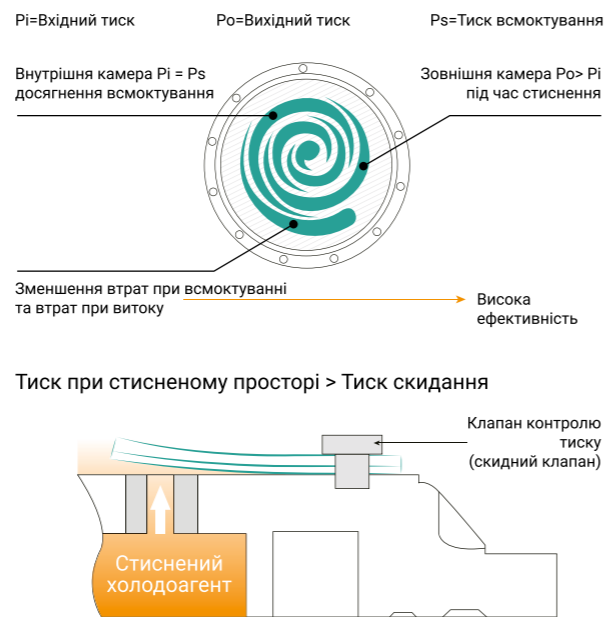 Pi=Вхідний тиск
Po=Вихідний тиск
Ps=Тиск всмоктування
Внутрішня камера Pi = Ps
досягнення всмоктування
Зовнішня камера Po> Pi
під час стиснення
Зменшення втрат при всмоктуванні
та втрат при витоку
Висока
ефективність
Тиск при стисненому просторі > Тиск скидання
Клапан контролю
тиску
(скидний клапан)
Стиснений
холодоагент